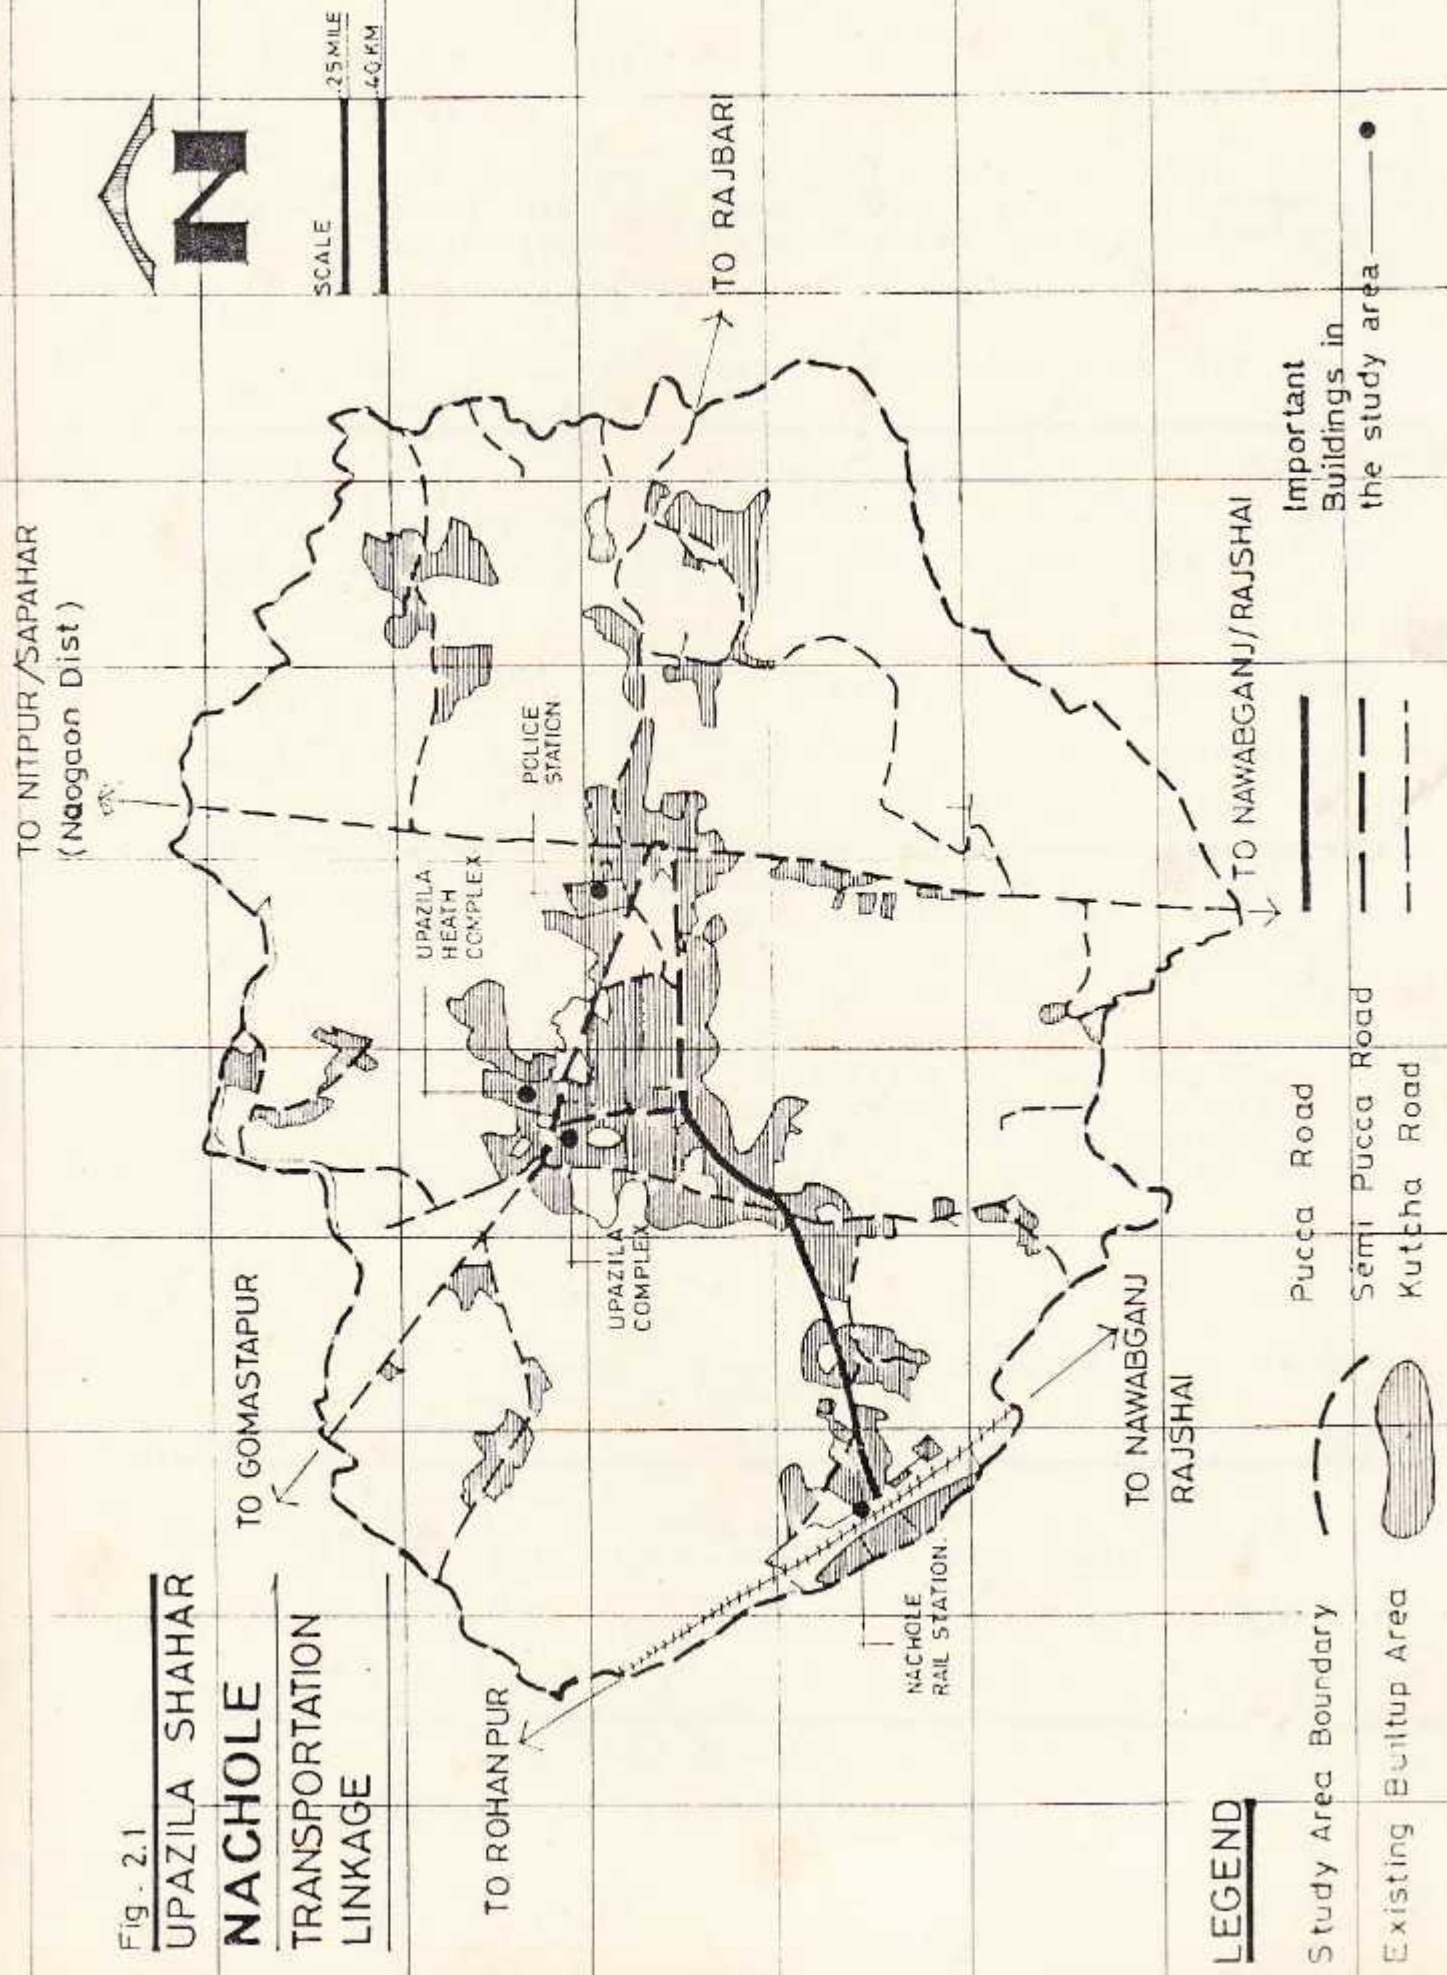 Fig. 2.1
UPAZILA SHAHAR
NACHOLE
TRANSPORTATION
LINKAGE
TO NITPUR/SAPAHAR
(Naogaon Dist)
N
SCALE
.25 MILE
.40 KM
TO GOMASTAPUR
TO ROHANPUR
UPAZILA
HEATH
COMPLEX
POLICE
STATION
UPAZILA
COMPLEX
TO RAJBARI
NACHOLE
RAIL STATION.
TO NAWABGANJ
RAJSHAI
TO NAWABGANJ/RAJSHAI
LEGEND
Study Area Boundary
Existing Builtup Area
Pucca Road
Semi Pucca Road
Kutcha Road
Important
Buildings in
the study area